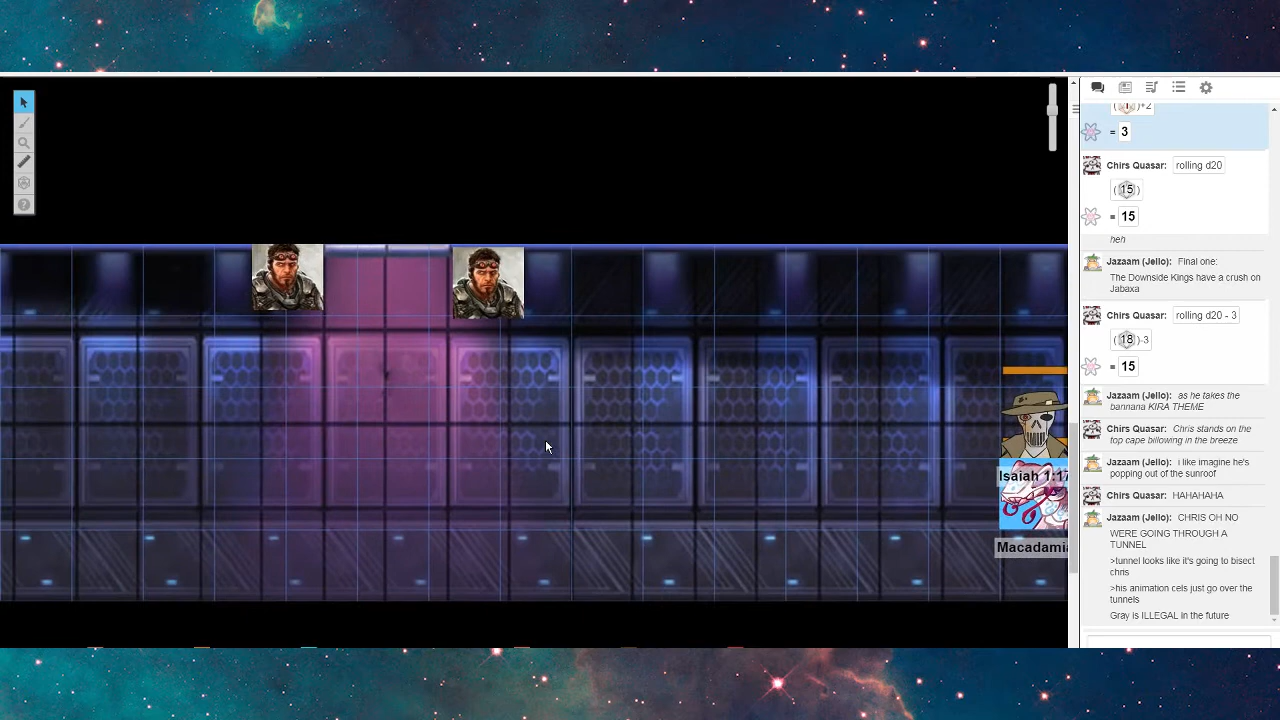 Isaiah 1:17
Macadami
)+2
= 3
Chirs Quasar: rolling d20
(15)
= 15
heh
Jazaam (Jello): Final one:
The Downside Kings have a crush on
Jabaxa
Chirs Quasar: rolling d20 - 3
(18)-3
= 15
Jazaam (Jello): as he takes the
bannana KIRA THEME
Chirs Quasar: Chris stands on the
top cape billowing in the breeze
Jazaam (Jello): i like imagine he's
popping out of the sunroof
Chirs Quasar: HAHAHAHA
Jazaam (Jello): CHRIS OH NO
WERE GOING THROUGH A
TUNNEL
>tunnel looks like it's going to bisect
chris
>his animation cels just go over the
tunnels
Gray is ILLEGAL in the future